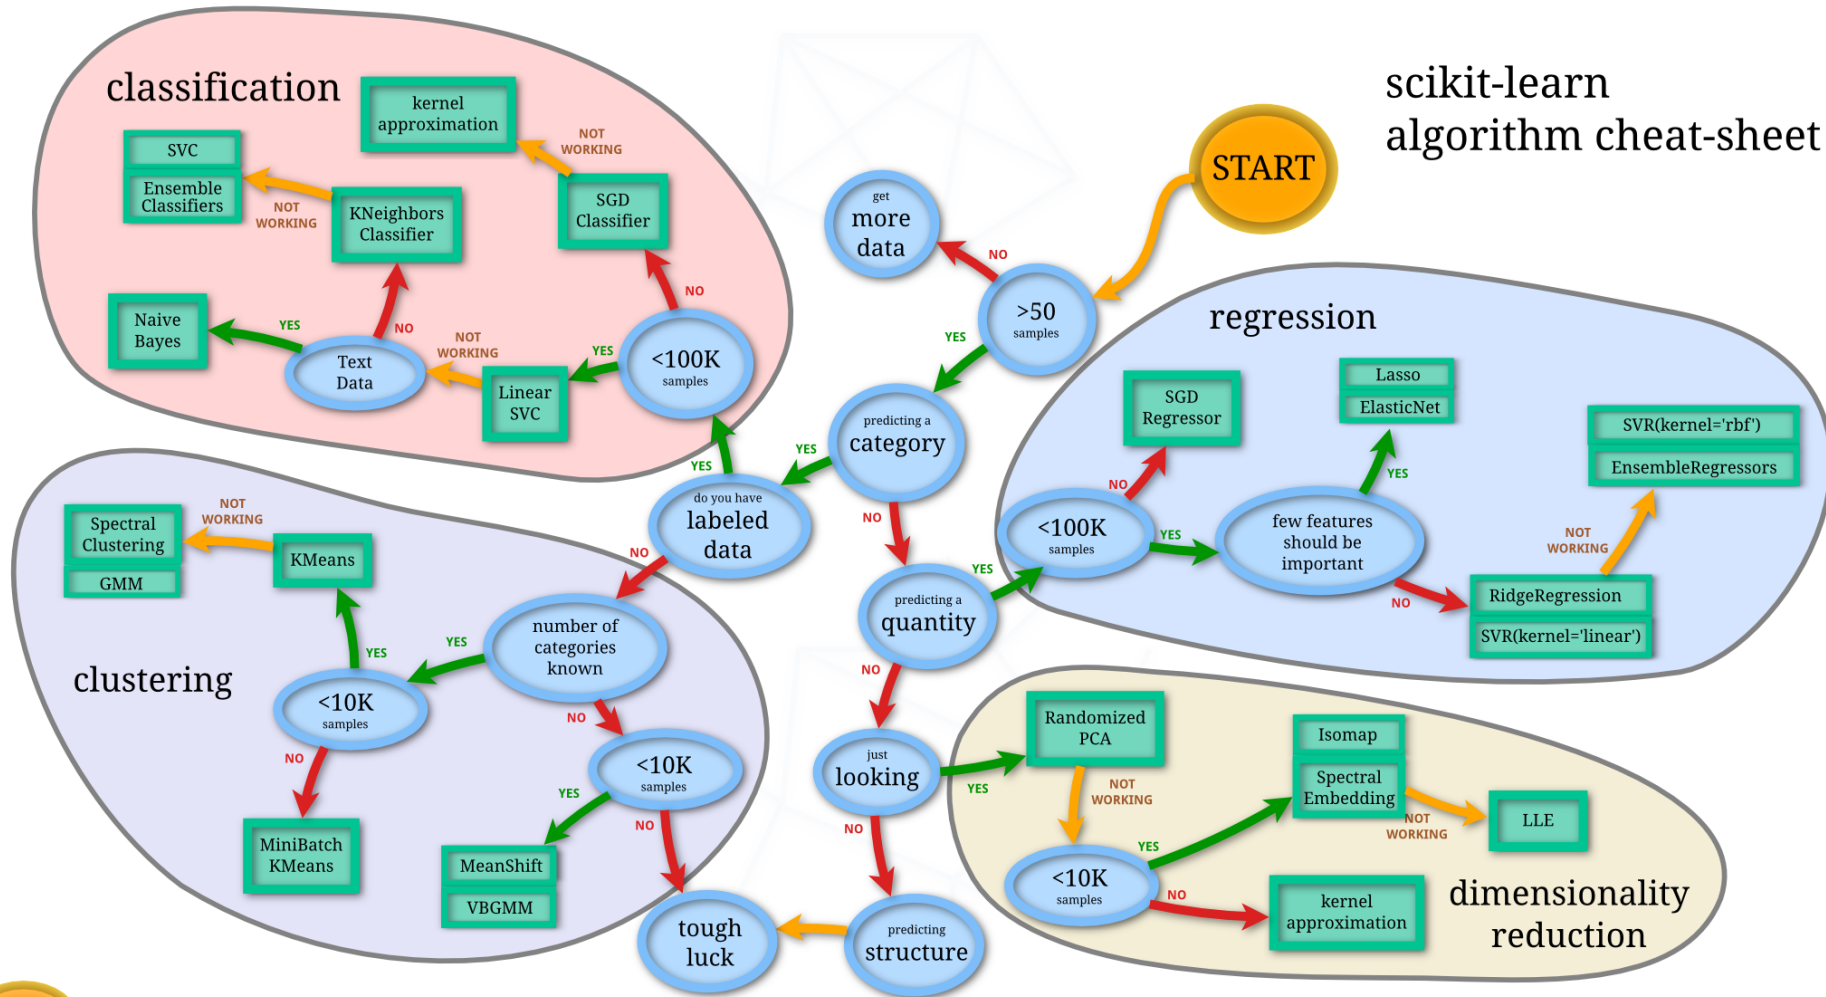 scikit-learn
algorithm cheat-sheet
START
>50
samples
NO
get
more
data
YES
predicting a
category
YES
NO
do you have
labeled
data
YES
NO
predicting a
quantity
YES
NO
just
looking
YES
NO
predicting
structure
tough
luck
classification
<100K
samples
NO
SGD
Classifier
NOT
WORKING
kernel
approximation
YES
Linear
SVC
NOT
WORKING
Text
Data
YES
Naive
Bayes
NO
KNeighbors
Classifier
NOT
WORKING
SVC
Ensemble
Classifiers
regression
<100K
samples
NO
SGD
Regressor
YES
few features
should be
important
YES
Lasso
ElasticNet
NO
RidgeRegression
SVR(kernel='linear')
NOT
WORKING
SVR(kernel='rbf')
EnsembleRegressors
clustering
number of
categories
known
YES
<10K
samples
YES
KMeans
NOT
WORKING
Spectral
Clustering
GMM
NO
MiniBatch
KMeans
NO
<10K
samples
YES
MeanShift
VBGMM
NO
dimensionality
reduction
Randomized
PCA
NOT
WORKING
<10K
samples
YES
Isomap
Spectral
Embedding
NOT
WORKING
LLE
NO
kernel
approximation